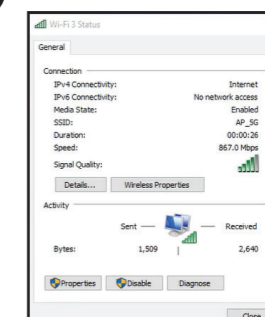 Wi-Fi 3 Status
General
Connection
IPv4 Connectivity: Internet
IPv6 Connectivity: No network access
Media State: Enabled
SSID: AP_5G
Duration: 00:00:26
Speed: 867.0 Mbps
Signal Quality:
Details... Wireless Properties
Activity
Sent Received
Bytes: 1,509 2,640
Properties Disable Diagnose
Close